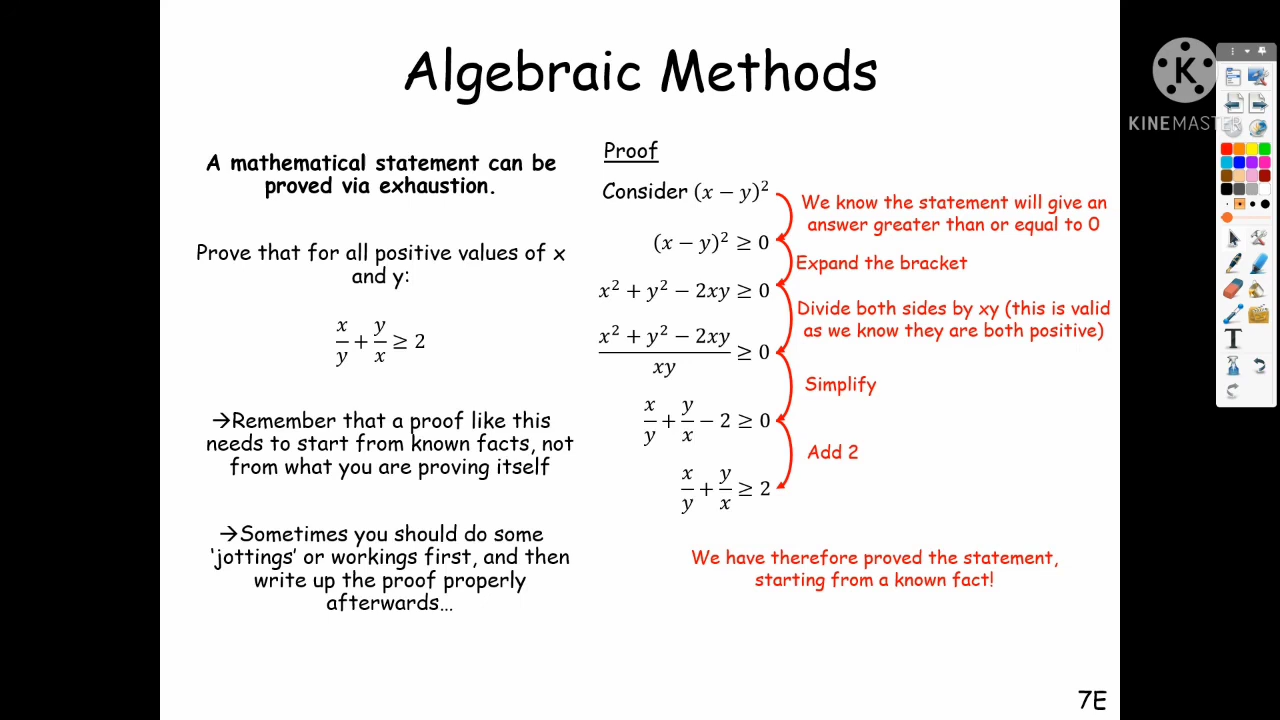 Algebraic Methods
A mathematical statement can be
proved via exhaustion.
Prove that for all positive values of x
and y:
x/y + y/x ≥ 2
→Remember that a proof like this
needs to start from known facts, not
from what you are proving itself
→Sometimes you should do some
‘jottings’ or workings first, and then
write up the proof properly
afterwards…
Proof
Consider (x − y)²
(x − y)² ≥ 0
x² + y² − 2xy ≥ 0
(x² + y² − 2xy)/xy ≥ 0
x/y + y/x − 2 ≥ 0
x/y + y/x ≥ 2
We know the statement will give an
answer greater than or equal to 0
Expand the bracket
Divide both sides by xy (this is valid
as we know they are both positive)
Simplify
Add 2
We have therefore proved the statement,
starting from a known fact!
7E
K
KINEMASTER
T